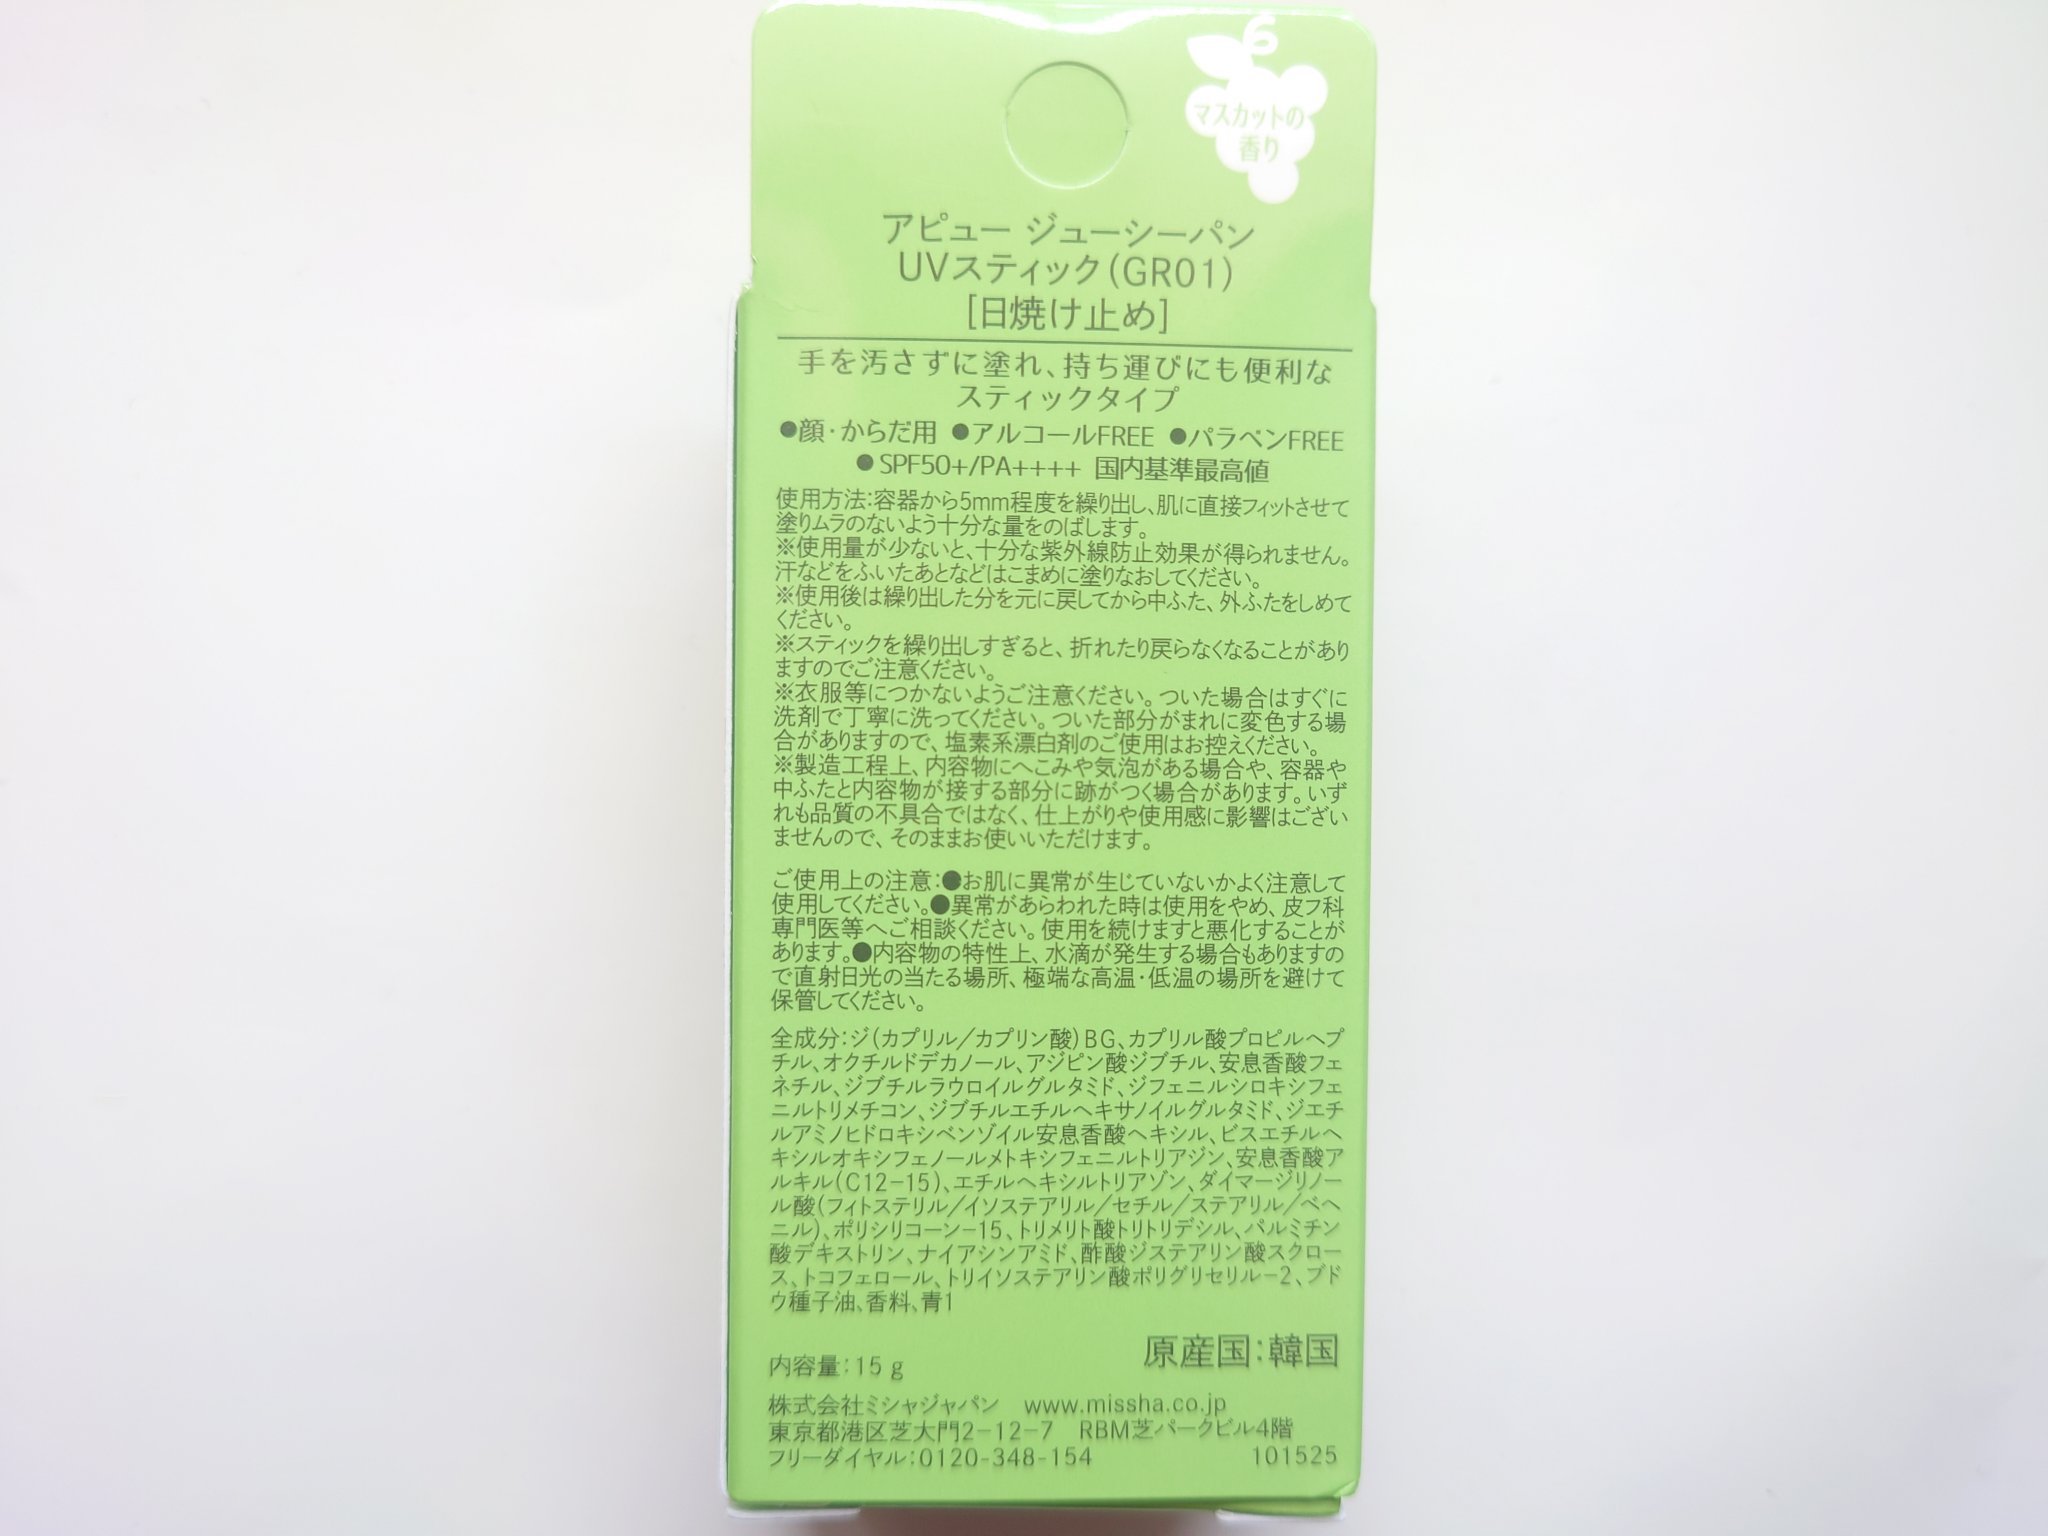 マスカットの
香り
アピュー ジューシーパン
UVスティック(GR01)
[日焼け止め]
手を汚さずに塗れ、持ち運びにも便利な
スティックタイプ
●顔・からだ用 ●アルコールFREE ●パラベンFREE
●SPF50+/PA++++ 国内基準最高値
使用方法:容器から5mm程度を繰り出し、肌に直接フィットさせて
塗りムラのないよう十分な量をのばします。
※使用量が少ないと、十分な紫外線防止効果が得られません。
汗などをふいたあとなどはこまめに塗りなおしてください。
※使用後は繰り出した分を元に戻してから中ふた、外ふたをしめて
ください。
※スティックを繰り出しすぎると、折れたり戻らなくなることがあり
ますのでご注意ください。
※衣服等につかないようご注意ください。ついた場合はすぐに
洗剤で丁寧に洗ってください。ついた部分がまれに変色する場
合がありますので、塩素系漂白剤のご使用はお控えください。
※製造工程上、内容物にへこみや気泡がある場合や、容器や
中ふたと内容物が接する部分に跡がつく場合があります。いず
れも品質の不具合ではなく、仕上がりや使用感に影響はござい
ませんので、そのままお使いいただけます。
ご使用上の注意:●お肌に異常が生じていないかよく注意して
使用してください。●異常があらわれた時は使用をやめ、皮フ科
専門医等へご相談ください。使用を続けますと悪化することが
あります。●内容物の特性上、水滴が発生する場合もありますの
で直射日光の当たる場所、極端な高温・低温の場所を避けて
保管してください。
全成分:ジ(カプリル/カプリン酸)BG、カプリル酸プロピルヘプ
チル、オクチルドデカノール、アジピン酸ジブチル、安息香酸フェ
ネチル、ジブチルラウロイルグルタミド、ジフェニルシロキシフェ
ニルトリメチコン、ジブチルエチルヘキサノイルグルタミド、ジエチ
ルアミノヒドロキシベンゾイル安息香酸ヘキシル、ビスエチルヘ
キシルオキシフェノールメトキシフェニルトリアジン、安息香酸ア
ルキル(C12-15)、エチルヘキシルトリアゾン、ダイマージリノー
ル酸(フィトステリル/イソステアリル/セチル/ステアリル/ベヘ
ニル)、ポリシリコーン-15、トリメリト酸トリトリデシル、パルミチン
酸デキストリン、ナイアシンアミド、酢酸ジステアリン酸スクロー
ス、トコフェロール、トリイソステアリン酸ポリグリセリル-2、ブド
ウ種子油、香料、青1
原産国:韓国
内容量:15 g
株式会社ミシャジャパン www.missha.co.jp
東京都港区芝大門2-12-7 RBM芝パークビル4階
フリーダイヤル:0120-348-154 101525